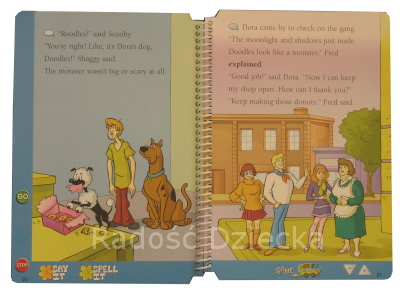 "Roodles?" said Scooby.
"You're right! Like, it's Dora's dog,
Doodles!" Shaggy said.
The monster wasn't big or scary at all.
GO
STOP
SAY IT
SPELL IT
Dora came by to check on the gang.
"The moonlight and shadows just made
Doodles look like a monster," Fred
explained.
"Good job!" said Dora. "Now I can keep
my shop open. How can I thank you?"
"Keep making those donuts," Fred said.
GAME
Radość Dziecka